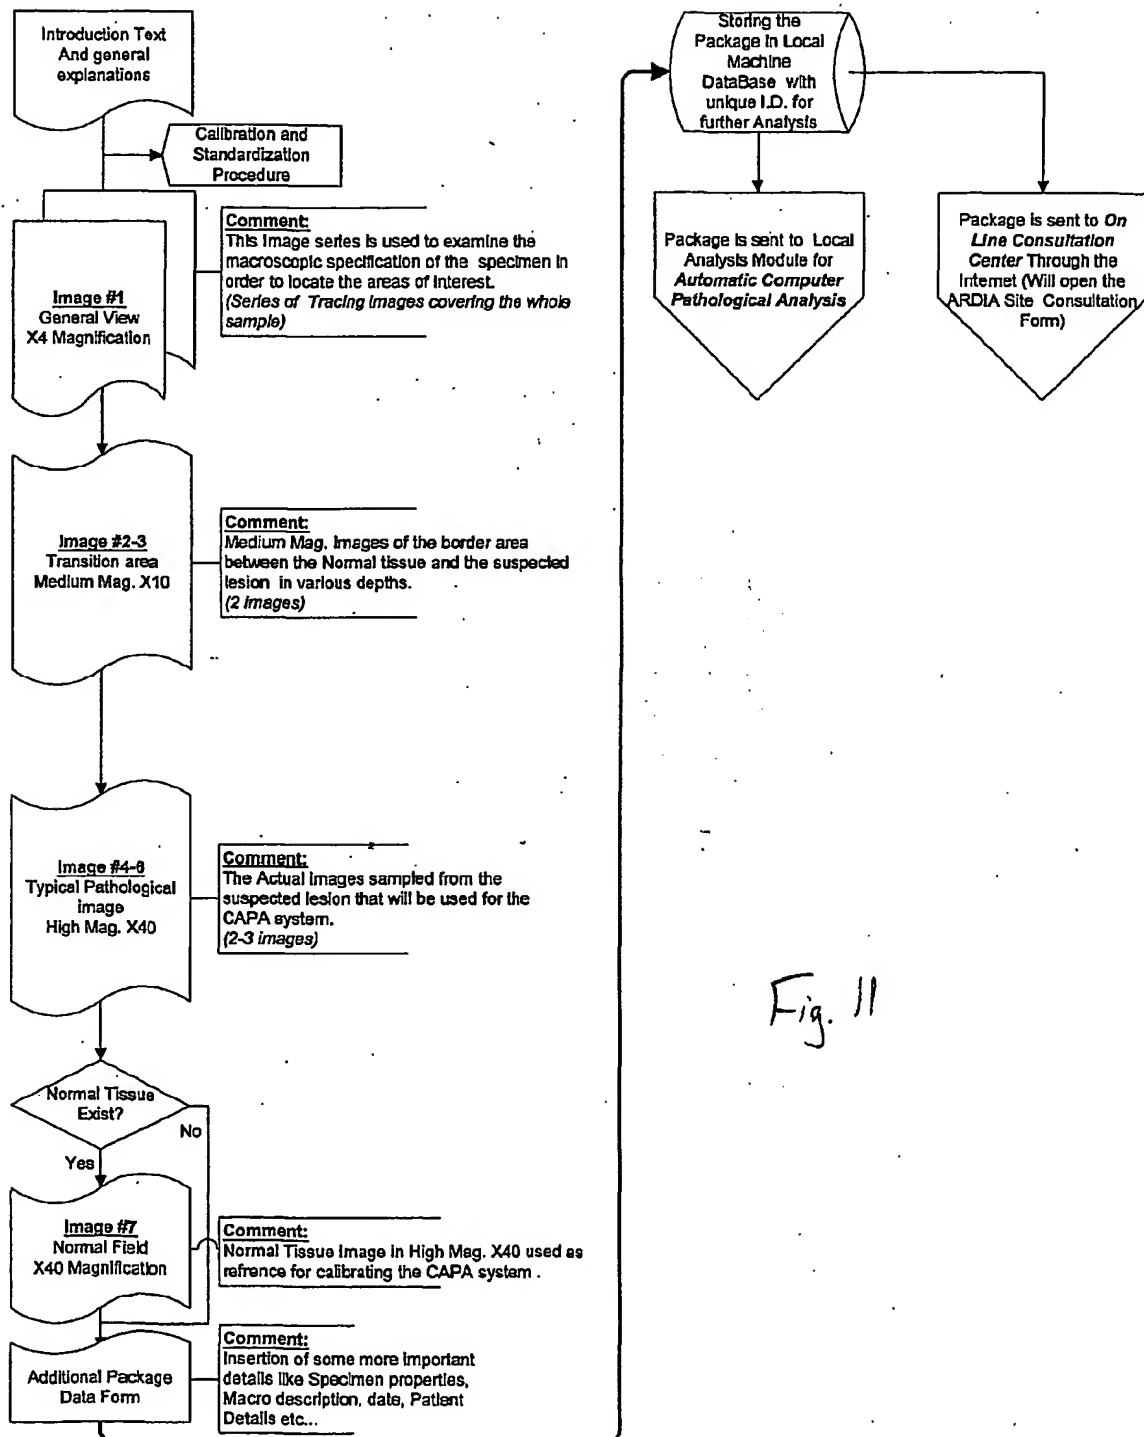 Introduction Text
And general
explanations
Calibration and
Standardization
Procedure
Image #1
General View
X4 Magnification
Comment:
This Image series is used to examine the
macroscopic specification of the specimen in
order to locate the areas of interest.
(Series of Tracing images covering the whole
sample)
Image #2-3
Transition area
Medium Mag. X10
Comment:
Medium Mag. Images of the border area
between the Normal tissue and the suspected
lesion in various depths.
(2 images)
Image #4-6
Typical Pathological
image
High Mag. X40
Comment:
The Actual Images sampled from the
suspected lesion that will be used for the
CAPA system.
(2-3 images)
Normal Tissue
Exist?
No
Yes
Image #7
Normal Field
X40 Magnification
Comment:
Normal Tissue Image in High Mag. X40 used as
refrence for calibrating the CAPA system .
Additional Package
Data Form
Comment:
Insertion of some more important
details like Specimen properties,
Macro description, date, Patient
Details etc...
Storing the
Package in Local
Machine
DataBase with
unique I.D. for
further Analysis
Package is sent to Local
Analysis Module for
Automatic Computer
Pathological Analysis
Package is sent to On
Line Consultation
Center Through the
Internet (Will open the
ARDIA Site Consultation
Form)
Fig. 11